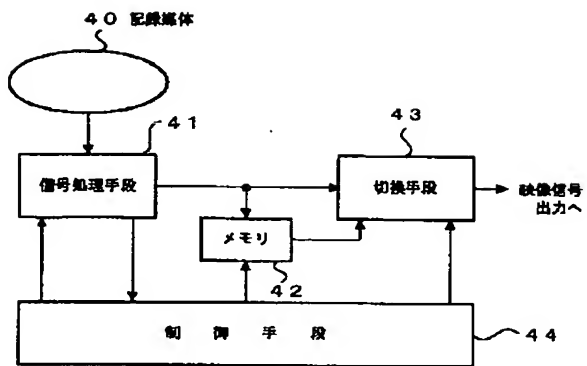 40 記録媒体
41
43
信号処理手段
切換手段
映像信号
出力へ
メモリ
42
制御手段
44